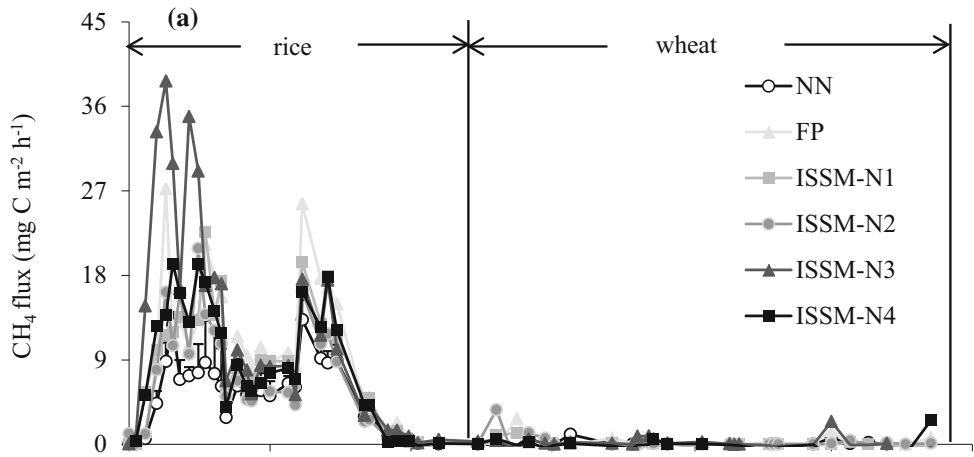 (a)
45
36
27
18
9
0
CH₄ flux (mg C m⁻² h⁻¹)
rice
wheat
NN
FP
ISSM-N1
ISSM-N2
ISSM-N3
ISSM-N4